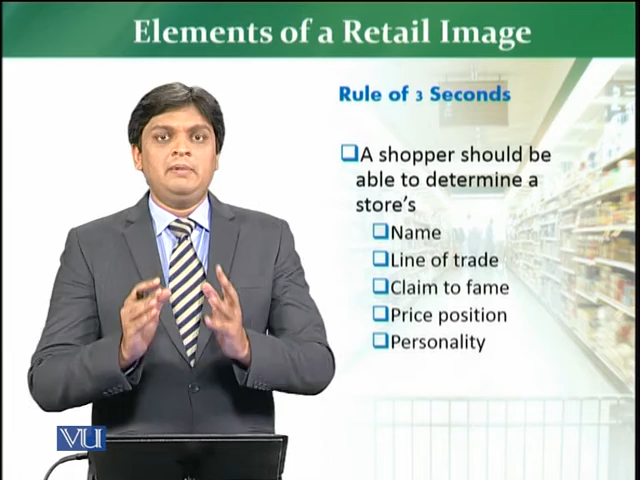 Elements of a Retail Image
Rule of 3 Seconds
A shopper should be
able to determine a
store's
Name
Line of trade
Claim to fame
Price position
Personality
VU